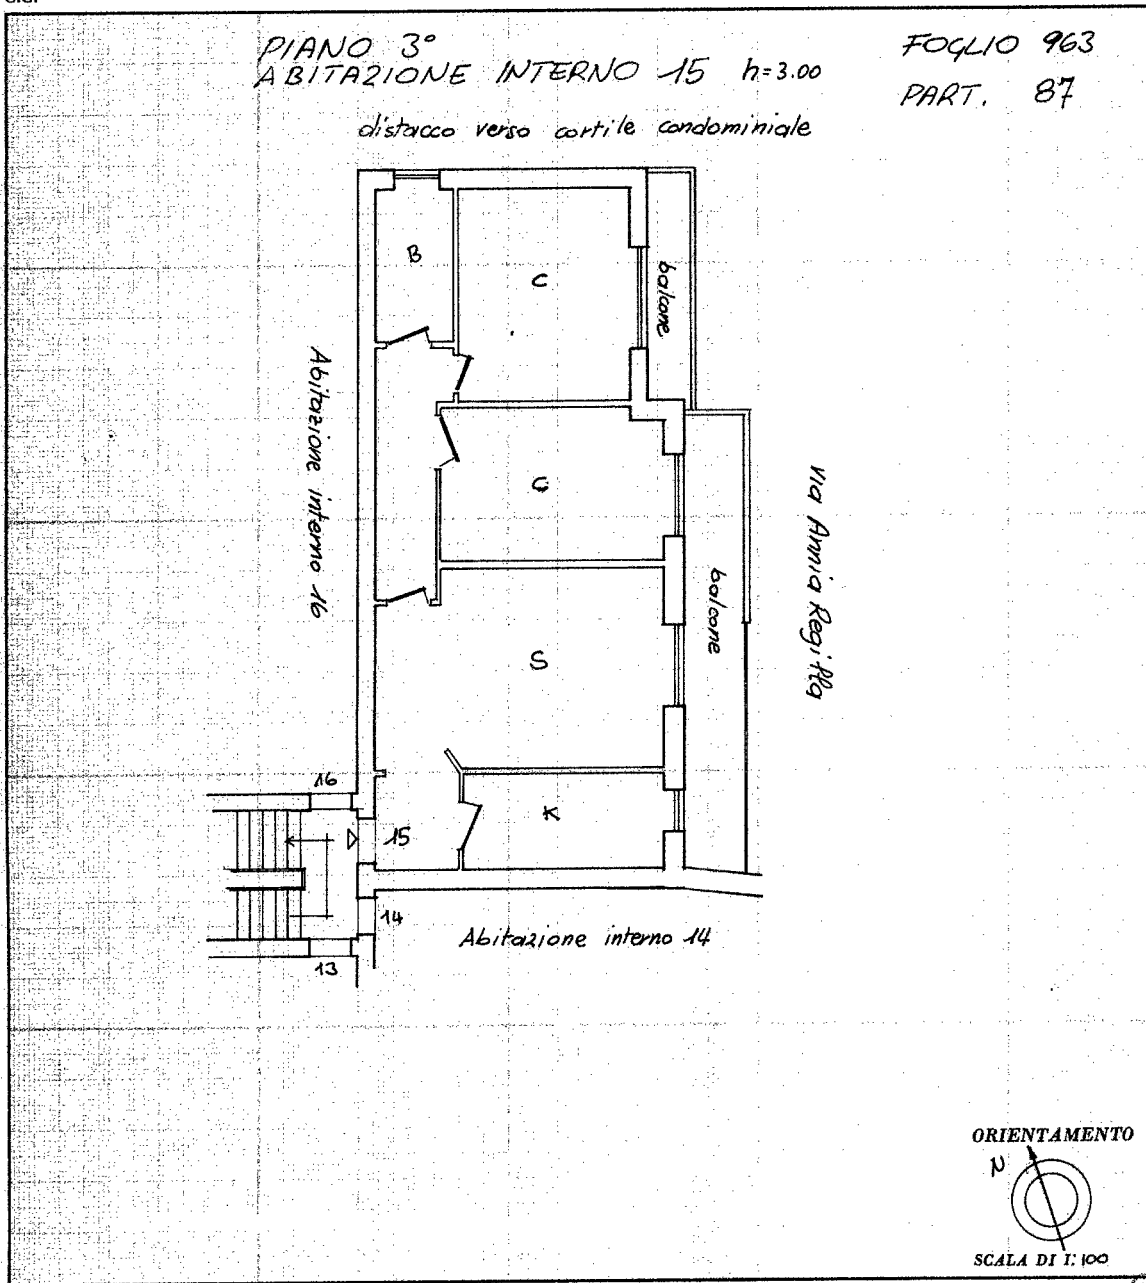 PIANO 3°
ABITAZIONE INTERNO 15 h=3.00
FOGLIO 963
PART. 87
distacco verso cortile condominiale
B
C
balcone
Abitazione interno 16
C
Via Annia Regilla
balcone
S
16
K
15
14
Abitazione interno 14
13
ORIENTAMENTO
N
SCALA DI 1:100